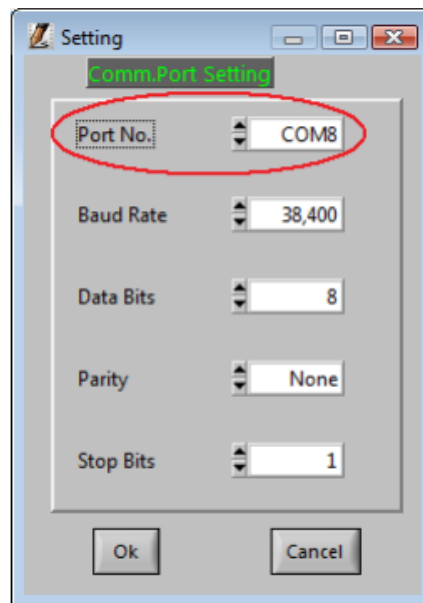 Setting
Comm.Port Setting
Port No. COM8
Baud Rate 38,400
Data Bits 8
Parity None
Stop Bits 1
Ok Cancel